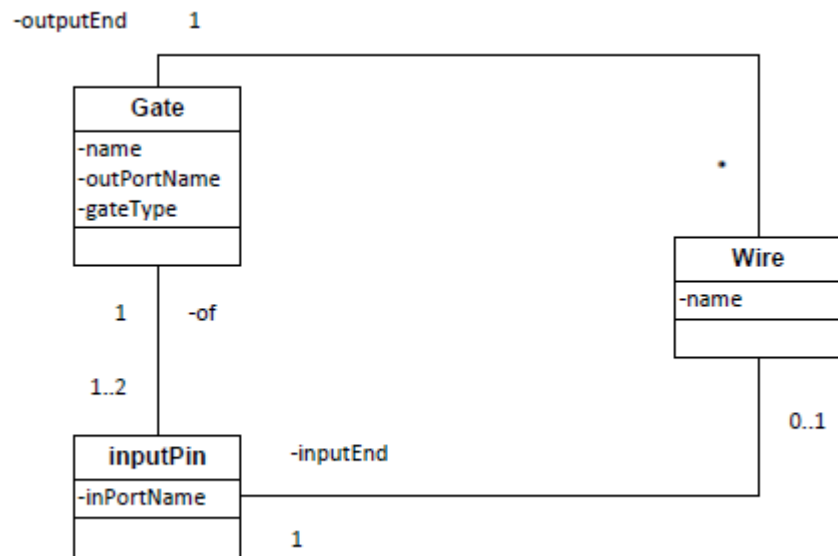 -outputEnd 1
Gate
-name
-outPortName
-gateType
*
Wire
-name
1 -of
1..2
0..1
inputPin
-inputEnd
-inPortName
1